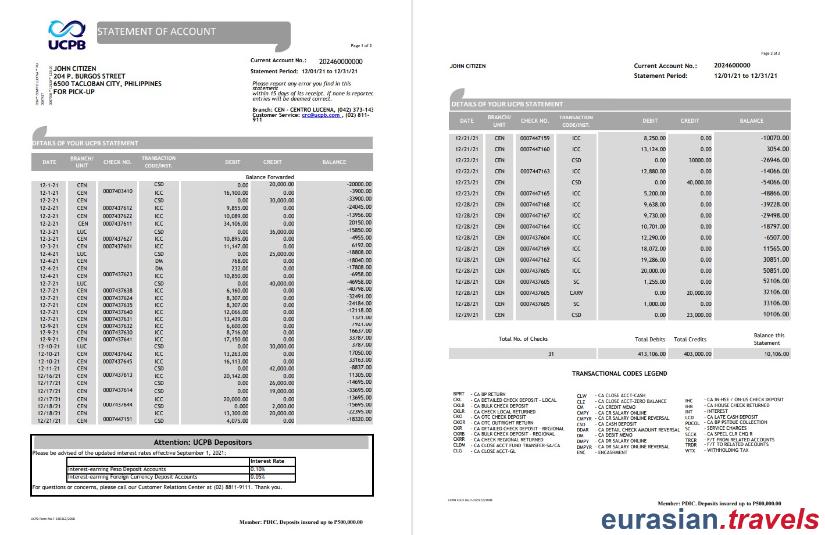 UCPB
STATEMENT OF ACCOUNT
Page 1 of 2
JOHN CITIZEN
204 P. BURGOS STREET
6500 TACLOBAN CITY, PHILIPPINES
FOR PICK-UP
Current Account No.: 202460000000
Statement Period: 12/01/21 to 12/31/21
Please report any error you find in this
statement
within 15 days of its receipt. If none is reported
entries will be deemed correct.
Branch: CEN - CENTRO LUCENA, (042) 373-143
Customer Service: crc@ucpb.com , (02) 811-
911
DETAILS OF YOUR UCPB STATEMENT
DATE BRANCH/UNIT CHECK NO. TRANSACTION CODE/INST. DEBIT CREDIT BALANCE
Balance Forwarded
12-1-21 CEN CSD 0.00 20,000.00 -20000.00
12-1-21 CEN 0007403410 ICC 16,100.00 0.00 -3900.00
12-2-21 CEN CSD 0.00 30,000.00 -33900.00
12-2-21 CEN 0007437612 ICC 9,855.00 0.00 -24045.00
12-2-21 CEN 0007437622 ICC 10,089.00 0.00 -13956.00
12-2-21 CEN 0007437611 ICC 34,106.00 0.00 20150.00
12-3-21 LUC CSD 0.00 36,000.00 -15850.00
12-3-21 CEN 0007437627 ICC 10,895.00 0.00 -4955.00
12-3-21 CEN 0007437601 ICC 11,147.00 0.00 6192.00
12-4-21 LUC CSD 0.00 25,000.00 -18808.00
12-4-21 CEN DM 768.00 0.00 -18040.00
12-4-21 CEN DM 232.00 0.00 -17808.00
12-4-21 CEN 0007437623 ICC 10,850.00 0.00 -6958.00
12-7-21 LUC CSD 0.00 40,000.00 -46958.00
12-7-21 CEN 0007437638 ICC 6,160.00 0.00 -40798.00
12-7-21 CEN 0007437624 ICC 8,307.00 0.00 -32491.00
12-7-21 CEN 0007437635 ICC 8,307.00 0.00 -24184.00
12-7-21 CEN 0007437640 ICC 12,066.00 0.00 -12118.00
12-7-21 CEN 0007437631 ICC 13,439.00 0.00 1321.00
12-9-21 CEN 0007437632 ICC 6,600.00 0.00 7921.00
12-9-21 CEN 0007437630 ICC 8,716.00 0.00 16637.00
12-9-21 CEN 0007437641 ICC 17,150.00 0.00 33787.00
12-10-21 LUC CSD 0.00 30,000.00 3787.00
12-10-21 CEN 0007437642 ICC 13,263.00 0.00 17050.00
12-10-21 CEN 0007437645 ICC 16,113.00 0.00 33163.00
12-11-21 CEN CSD 0.00 42,000.00 -8837.00
12/16/21 CEN 0007437613 ICC 20,142.00 0.00 11305.00
12/17/21 CEN CSD 0.00 26,000.00 -14695.00
12/17/21 CEN 0007437614 CSD 0.00 19,000.00 -33695.00
12/17/21 CEN ICC 20,000.00 0.00 -13695.00
12/18/21 CEN 0007437644 CSD 0.00 2,000.00 -15695.00
12/18/21 CEN ICC 13,300.00 20,000.00 -22395.00
12/21/21 CEN 0007447151 CSD 4,075.00 0.00 -18320.00
Attention: UCPB Depositors
Please be advised of the updated interest rates effective September 1, 2021:
Interest Rate
Interest-earning Peso Deposit Accounts 0.10%
Interest-earning Foreign Currency Deposit Accounts 0.05%
For questions or concerns, please call our Customer Relations Center at (02) 8811-9111. Thank you.
Member: PDIC. Deposits insured up to P500,000.00
Page 2 of 2
JOHN CITIZEN
Current Account No.: 2024600000
Statement Period: 12/01/21 to 12/31/21
DETAILS OF YOUR UCPB STATEMENT
DATE BRANCH/UNIT CHECK NO. TRANSACTION CODE/INST. DEBIT CREDIT BALANCE
12/21/21 CEN 0007447159 ICC 8,250.00 0.00 -10070.00
12/22/21 CEN 0007447160 ICC 13,124.00 0.00 3054.00
12/22/21 CEN CSD 0.00 30000.00 -26946.00
12/22/21 CEN 0007447163 ICC 12,880.00 0.00 -14066.00
12/23/21 CEN CSD 0.00 40,000.00 -54066.00
12/23/21 CEN 0007447165 ICC 5,200.00 0.00 -48866.00
12/28/21 CEN 0007447168 ICC 9,638.00 0.00 -39228.00
12/28/21 CEN 0007447167 ICC 9,730.00 0.00 -29498.00
12/28/21 CEN 0007447164 ICC 10,701.00 0.00 -18797.00
12/28/21 CEN 0007437604 ICC 12,290.00 0.00 -6507.00
12/28/21 CEN 0007447169 ICC 18,072.00 0.00 11565.00
12/28/21 CEN 0007447162 ICC 19,286.00 0.00 30851.00
12/28/21 CEN 0007437605 ICC 20,000.00 0.00 50851.00
12/28/21 CEN 0007437605 SC 1,255.00 0.00 52106.00
12/28/21 CEN 0007437605 CARV 0.00 20,000.00 32106.00
12/28/21 CEN 0007437605 SC 1,000.00 0.00 33106.00
12/29/21 CEN CSD 0.00 23,000.00 10106.00
Total No. of Checks Total Debits Total Credits Balance this Statement
31 413,106.00 403,000.00 10,106.00
TRANSACTIONAL CODES LEGEND
BPRT - CA BP RETURN
CKL - CA DETAILED CHECK DEPOSIT - LOCAL
CKLB - CA BULK CHECK DEPOSIT
CKLR - CA CHECK LOCAL RETURNED
CKO - CA OTC CHECK DEPOSIT
CKOR - CA OTC OUTRIGHT RETURN
CKR - CA DETAILED CHECK DEPOSIT - REGIONAL
CKRB - CA BULK DEPOSIT - REGIONAL
CKRR - CA CHECK REGIONAL RETURNED
CLDM - CA CLOSE ACCT FUND TRANSFER-SA/CA
CLG - CA CLOSE ACCT-GL
CLW - CA CLOSE ACCT-CASH
CLZ - CA CLOSE ACCT-ZERO BALANCE
CM - CA CREDIT MEMO
CMPY - CA CR SALARY ONLINE
CMPYR - CA CR SALARY ONLINE REVERSAL
CSD - CA CASH DEPOSIT
DDAR - CA DETAIL CHECK AMOUNT REVERSAL
DM - CA DEBIT MEMO
DMPY - CA DR SALARY ONLINE
DMPYR - CA DR SALARY ONLINE REVERSAL
ENC - ENCASHMENT
IHC - CA IN-HSE / ON-US CHECK DEPOSIT
IHR - CA HOUSE CHECK RETURNED
INT - INTEREST
LCD - CA LATE CASH DEPOSIT
PDCOL - CA BP PSTDUE COLLECTION
SC - SERVICE CHARGES
SCCR - CA SPECL CLR CHQ R
TRCR - F/T FROM RELATED ACCOUNTS
TRDR - F/T TO RELATED ACCOUNTS
WTX - WITHHOLDING TAX
Member: PDIC. Deposits insured up to P500,000.00
eurasian.travels